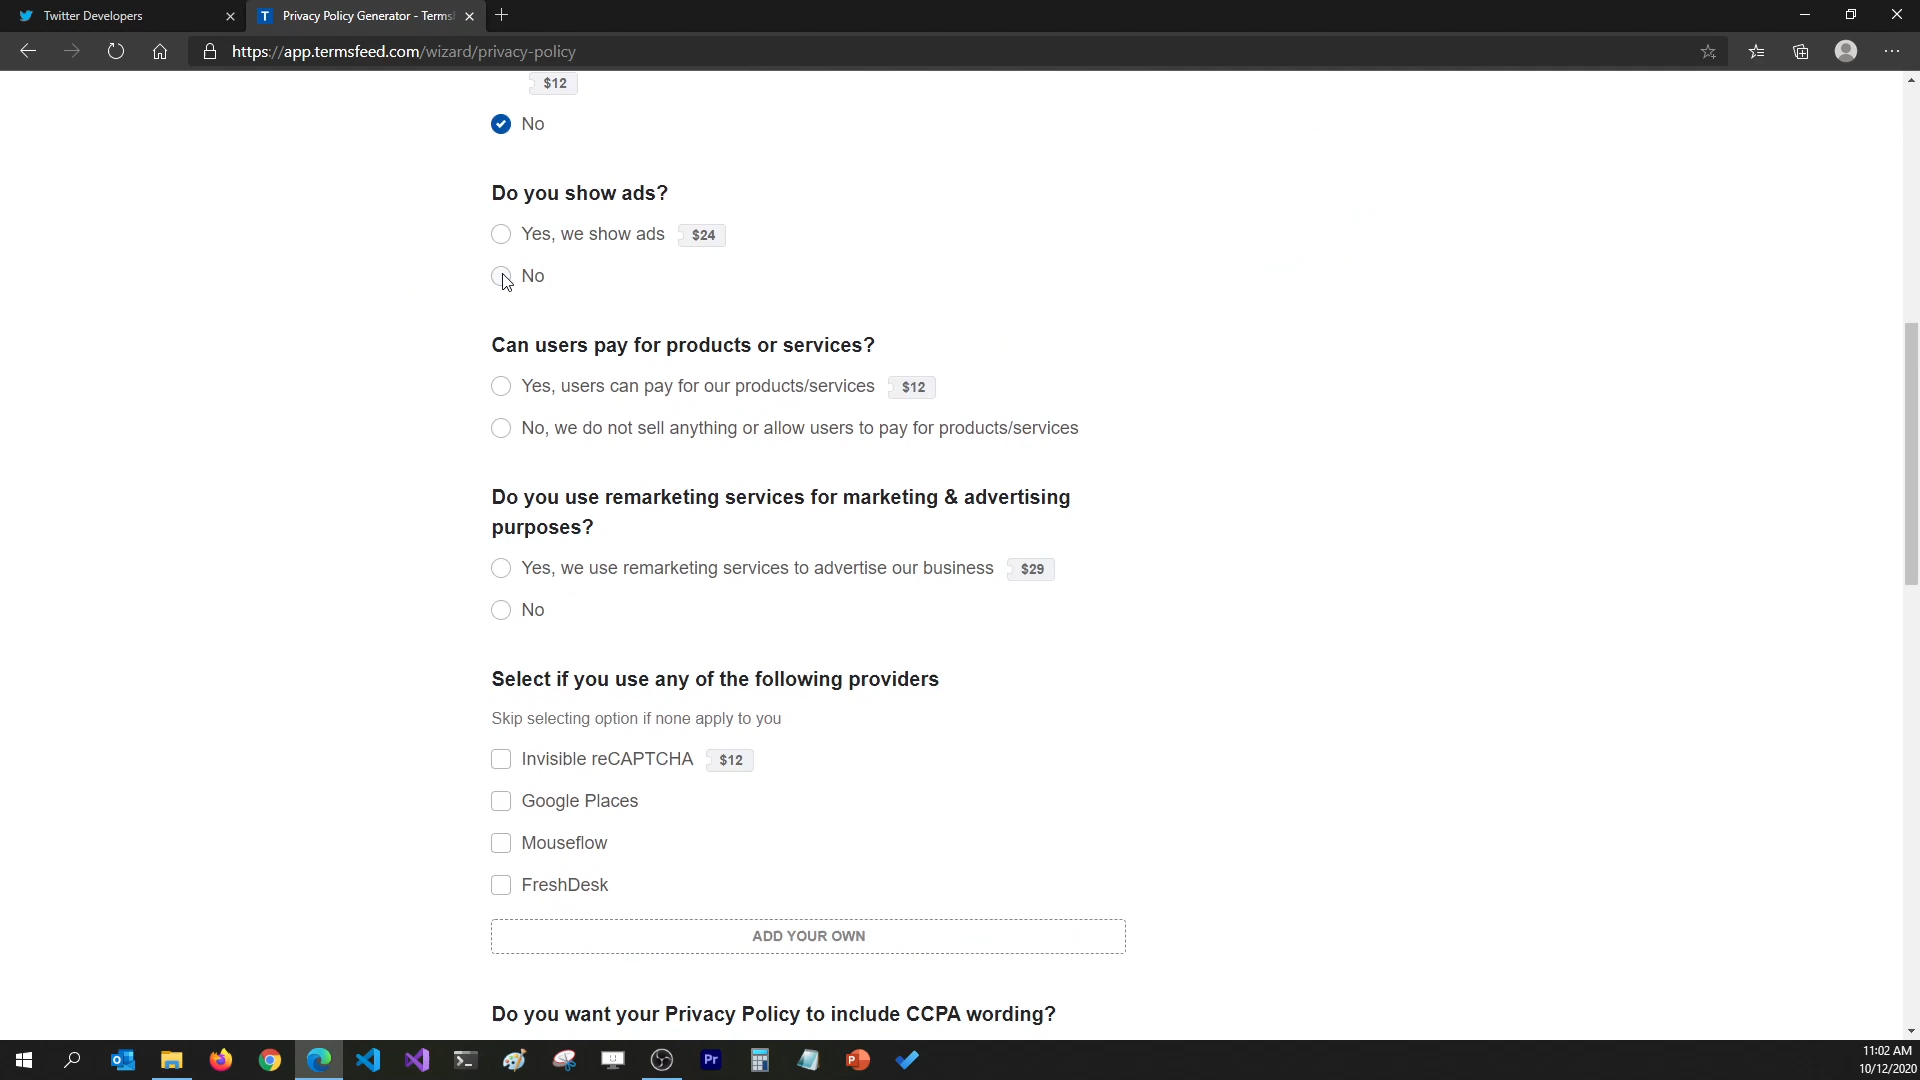 Twitter Developers
Privacy Policy Generator - Terms
https://app.termsfeed.com/wizard/privacy-policy
$12
No
Do you show ads?
Yes, we show ads $24
No
Can users pay for products or services?
Yes, users can pay for our products/services $12
No, we do not sell anything or allow users to pay for products/services
Do you use remarketing services for marketing & advertising
purposes?
Yes, we use remarketing services to advertise our business $29
No
Select if you use any of the following providers
Skip selecting option if none apply to you
Invisible reCAPTCHA $12
Google Places
Mouseflow
FreshDesk
ADD YOUR OWN
Do you want your Privacy Policy to include CCPA wording?
11:02 AM
10/12/2020